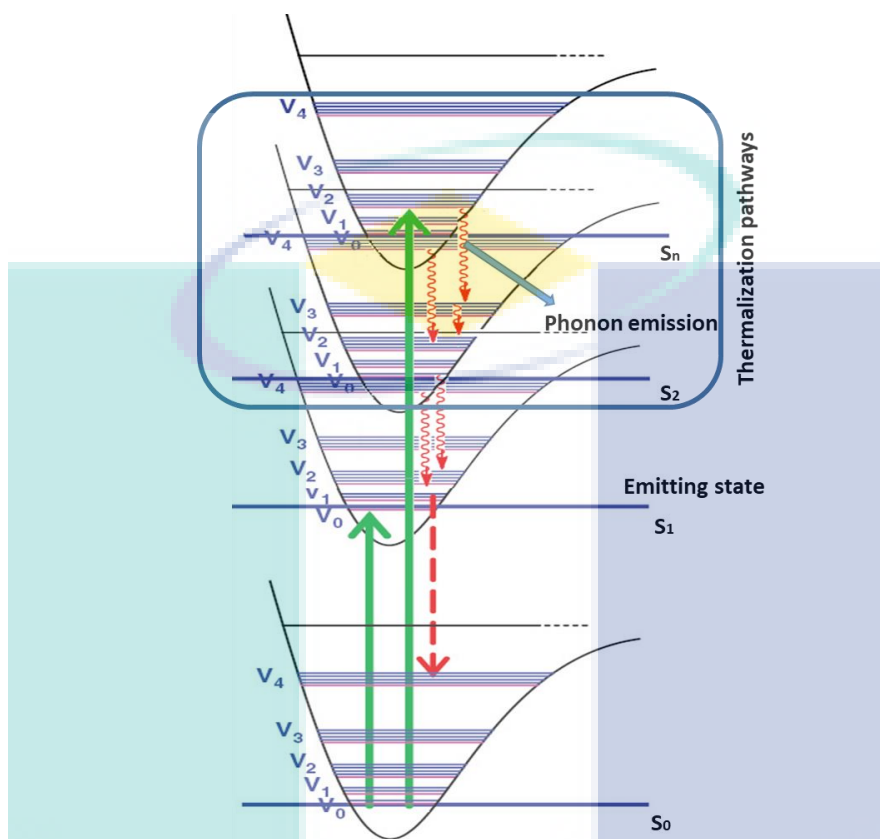 V4
V3
V2
V1
V0
Sn
V4
Thermalization pathways
V3
Phonon emission
V2
V1
V0
S2
V4
V3
V2
Emitting state
v1
V0
S1
V4
V3
V2
V1
V0
S0